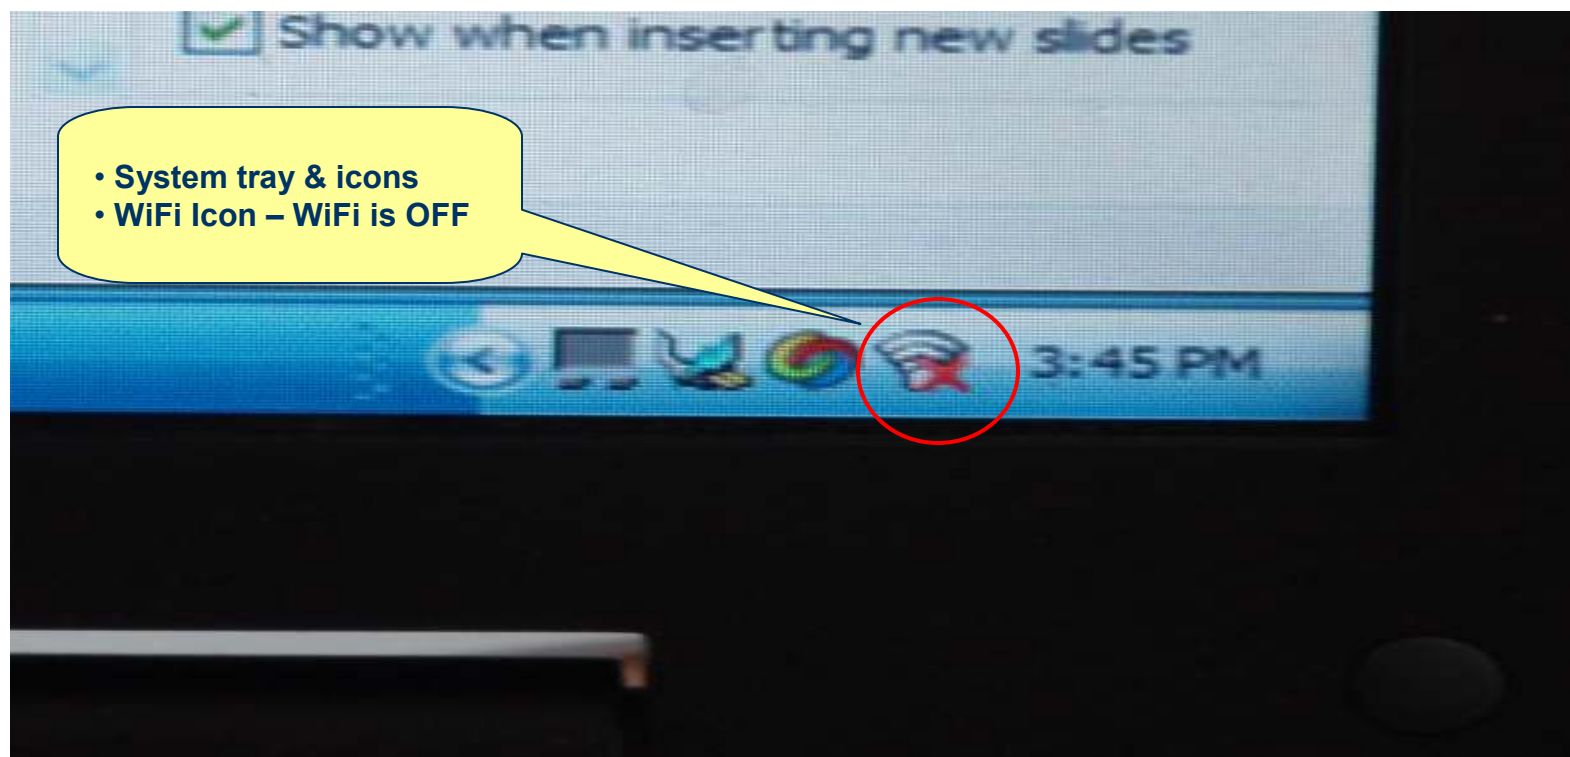 Show when inserting new slides
• System tray & icons
• WiFi Icon – WiFi is OFF
3:45 PM